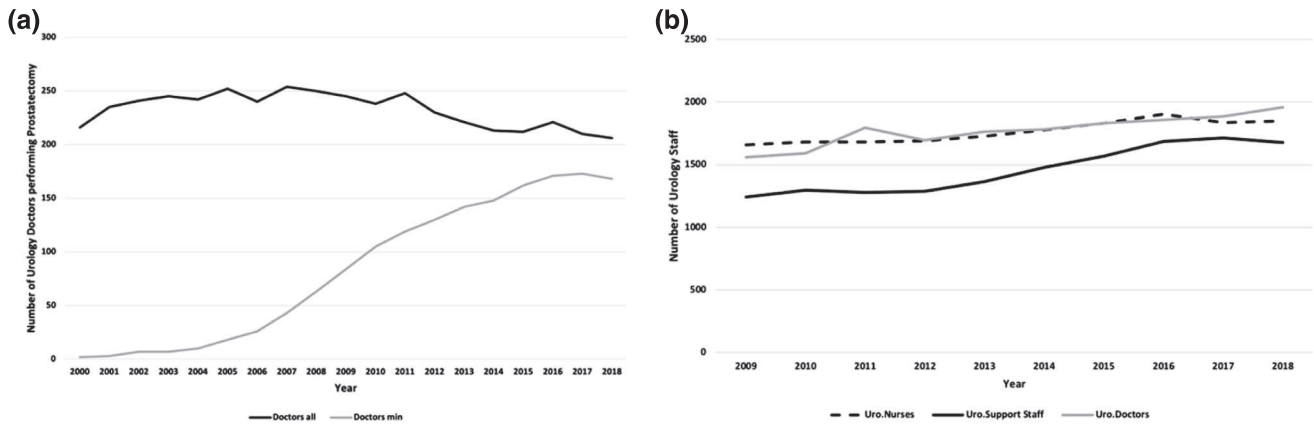 (a)
Number of Urology Doctors performing Prostatectomy
300
250
200
150
100
50
0
2000 2001 2002 2003 2004 2005 2006 2007 2008 2009 2010 2011 2012 2013 2014 2015 2016 2017 2018
Year
Doctors all Doctors min
(b)
Number of Urology Staff
2500
2000
1500
1000
500
0
2009 2010 2011 2012 2013 2014 2015 2016 2017 2018
Year
Uro.Nurses Uro.Support Staff Uro.Doctors